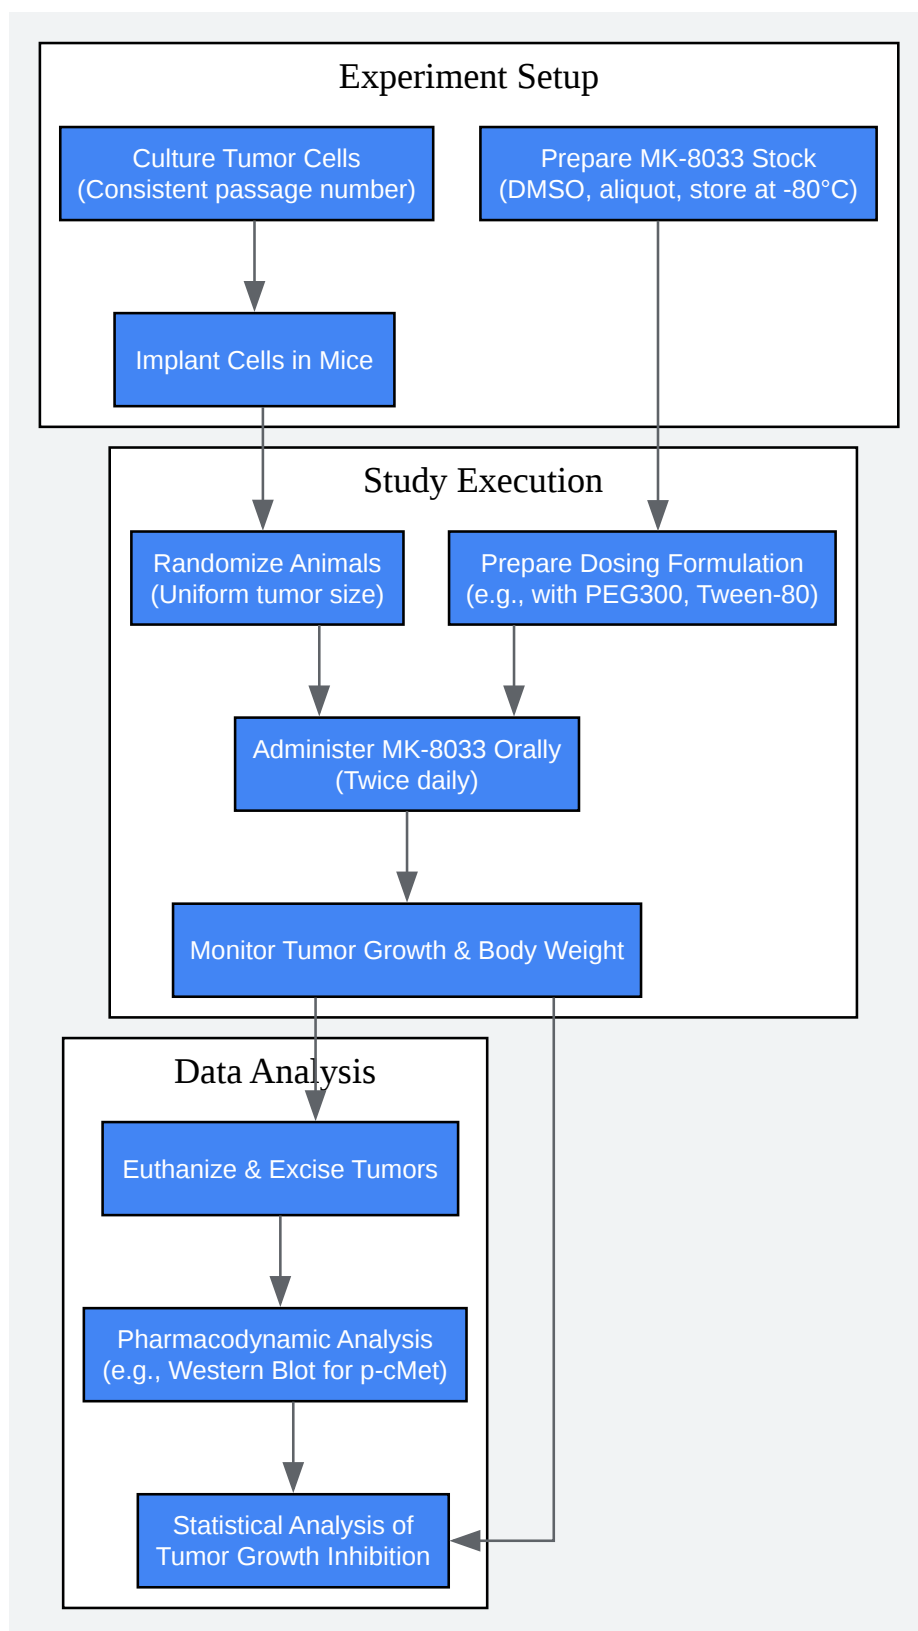 Experiment Setup
Culture Tumor Cells
(Consistent passage number)
Prepare MK-8033 Stock
(DMSO, aliquot, store at -80°C)
Implant Cells in Mice
Study Execution
Randomize Animals
(Uniform tumor size)
Prepare Dosing Formulation
(e.g., with PEG300, Tween-80)
Administer MK-8033 Orally
(Twice daily)
Monitor Tumor Growth & Body Weight
Data Analysis
Euthanize & Excise Tumors
Pharmacodynamic Analysis
(e.g., Western Blot for p-cMet)
Statistical Analysis of
Tumor Growth Inhibition